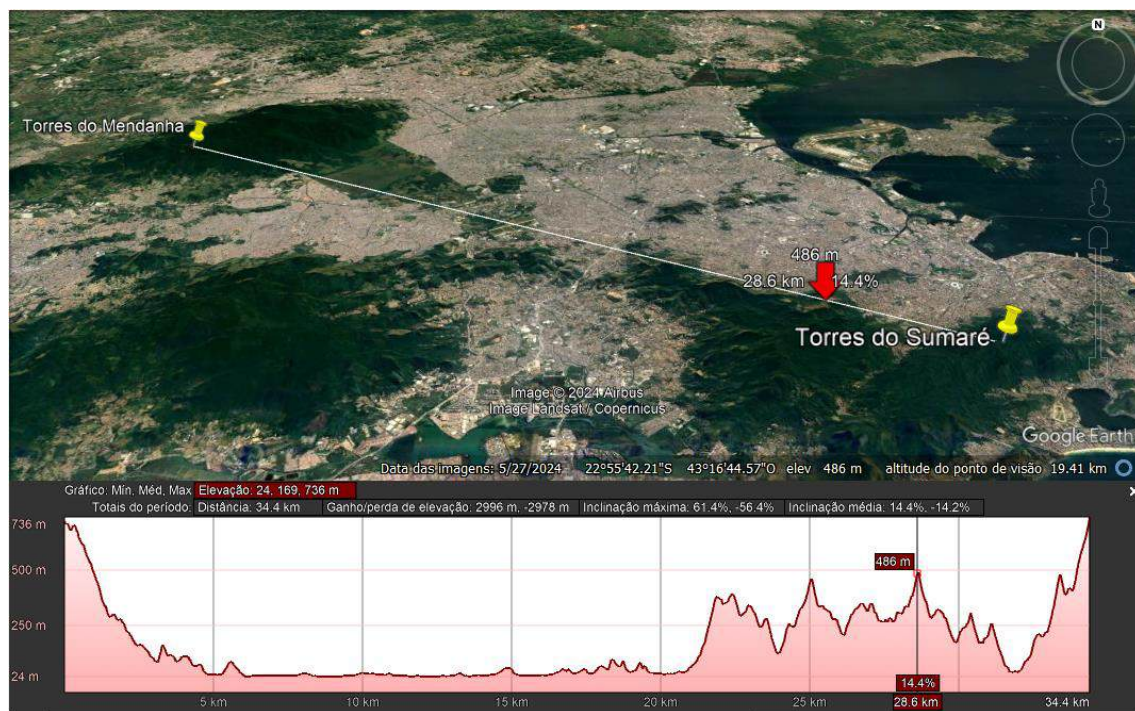 N
Torres do Mendanha
486 m
28.6 km 14.4%
Torres do Sumaré
Image © 2024 Airbus
Image Landsat / Copernicus
Google Earth
Data das imagens: 5/27/2024 22°55'42.21"S 43°16'44.57"O elev 486 m altitude do ponto de visão 19.41 km
Gráfico: Mín. Méd, Max Elevação: 24, 169, 736 m
Totais do período: Distância: 34.4 km Ganho/perda de elevação: 2996 m, -2978 m Inclinação máxima: 61.4%, -56.4% Inclinação média: 14.4%, -14.2%
736 m
500 m
486 m
250 m
24 m
14.4%
5 km 10 km 15 km 20 km 25 km 28.6 km 34.4 km